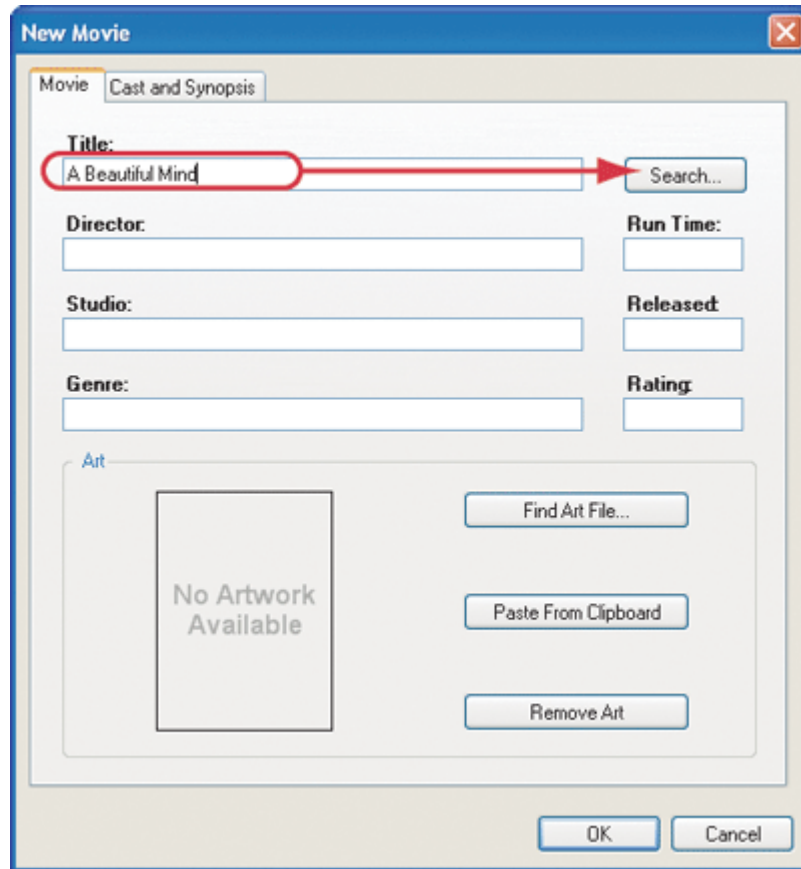 New Movie
Movie
Cast and Synopsis
Title:
A Beautiful Mind
Search...
Director:
Run Time:
Studio:
Released:
Genre:
Rating:
Art
No Artwork
Available
Find Art File...
Paste From Clipboard
Remove Art
OK
Cancel